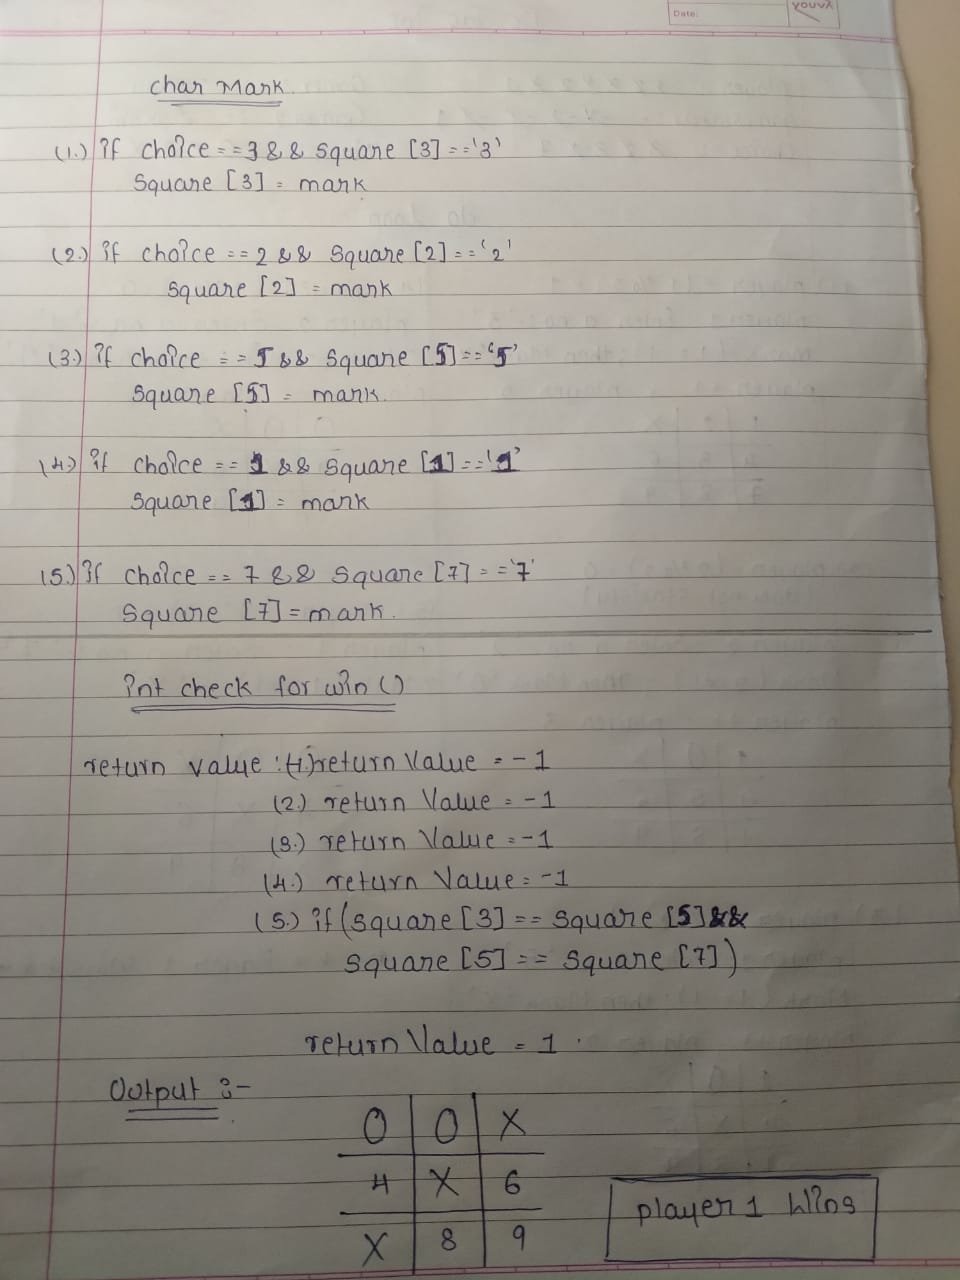 Date:
YOUVA
Char Mark.
(1.) if choice == 3 && square [3] == '3'
Square [3] = mark
(2.) if choice == 2 && Square [2] == '2'
square [2] = mark
(3.) if choice == 5 && Square [5] == '5'
Square [5] = mark.
(4.) if choice == 1 && square [1] == '1'
Square [1] = mark
(5.) if choice == 7 && Square [7] == '7'
Square [7] = mark.
int check for win ()
return value : (1.) return Value = -1
(2.) return Value = -1
(3.) return Value = -1
(4.) return Value = -1
(5.) if (square [3] == Square [5] &&
Square [5] == Square [7])
return Value = 1.
Output :-
O O X
4 X 6
X 8 9
player 1 Wins